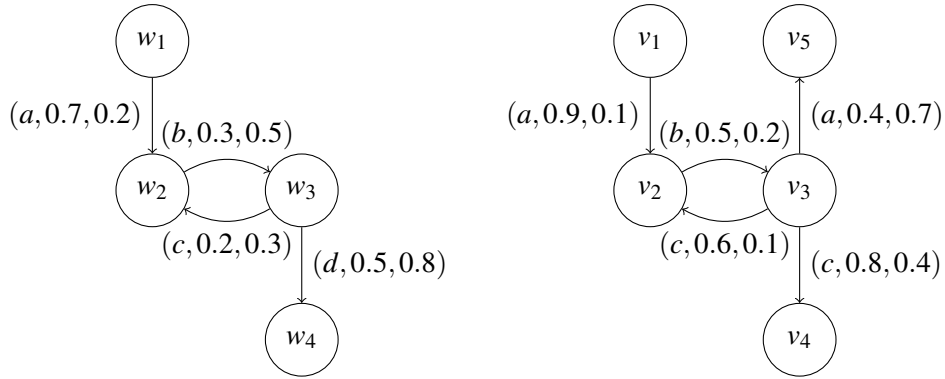 w₁ v₁ v₅
(a,0.7,0.2) (a,0.9,0.1) (a,0.4,0.7)
(b,0.3,0.5) (b,0.5,0.2)
w₂ w₃ v₂ v₃
(c,0.2,0.3) (c,0.6,0.1)
(d,0.5,0.8) (c,0.8,0.4)
w₄ v₄